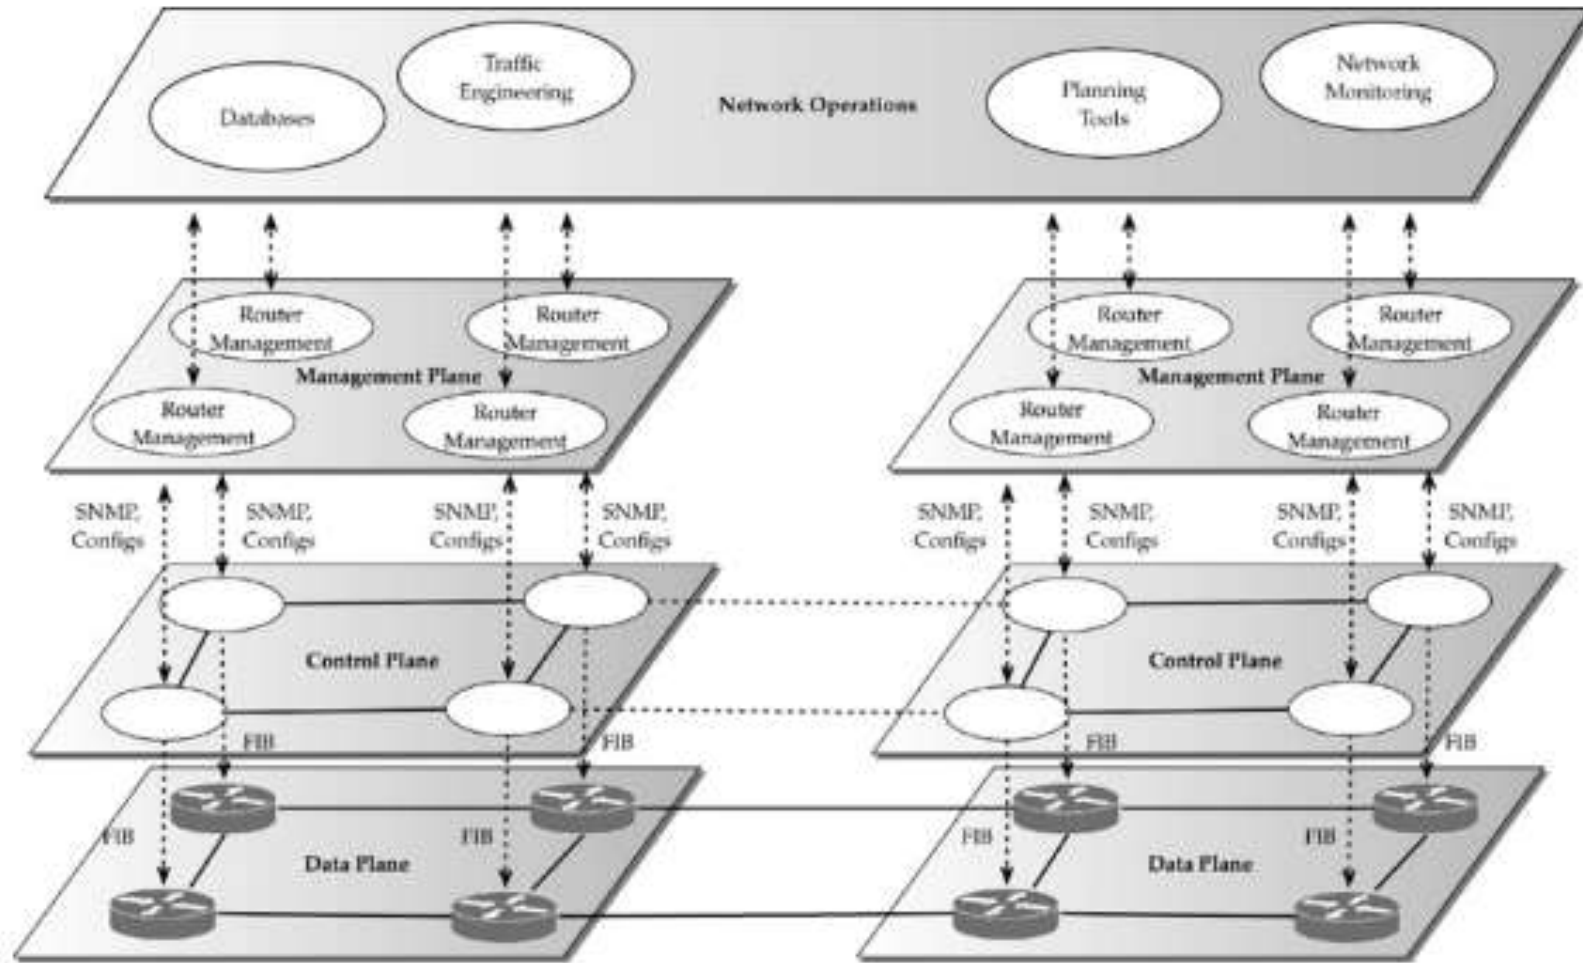 Databases
Traffic
Engineering
Network Operations
Planning
Tools
Network
Monitoring
Router
Management
Router
Management
Management Plane
Router
Management
Router
Management
Router
Management
Router
Management
Management Plane
Router
Management
Router
Management
SNMP,
Configs
SNMP,
Configs
SNMP,
Configs
SNMP,
Configs
SNMP,
Configs
SNMP,
Configs
SNMP,
Configs
SNMP,
Configs
Control Plane
Control Plane
FIB
FIB
FIB
FIB
FIB
FIB
FIB
FIB
Data Plane
Data Plane